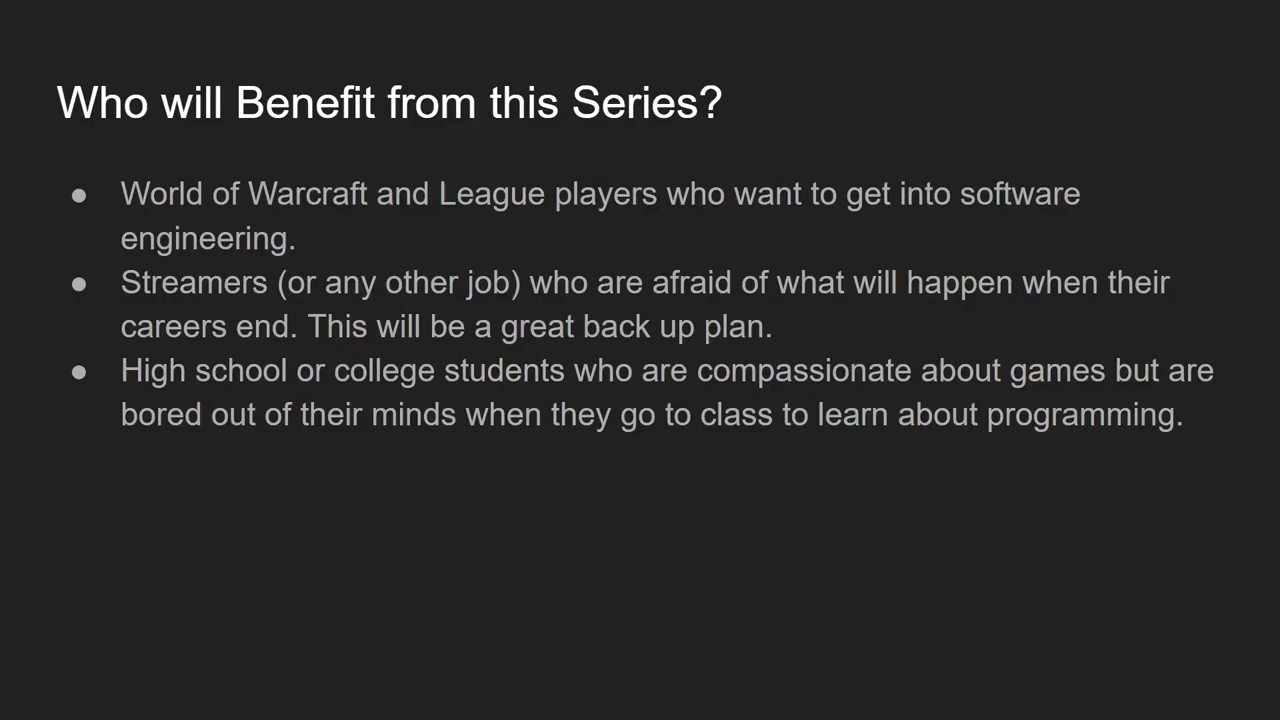 Who will Benefit from this Series?
● World of Warcraft and League players who want to get into software
engineering.
● Streamers (or any other job) who are afraid of what will happen when their
careers end. This will be a great back up plan.
● High school or college students who are compassionate about games but are
bored out of their minds when they go to class to learn about programming.